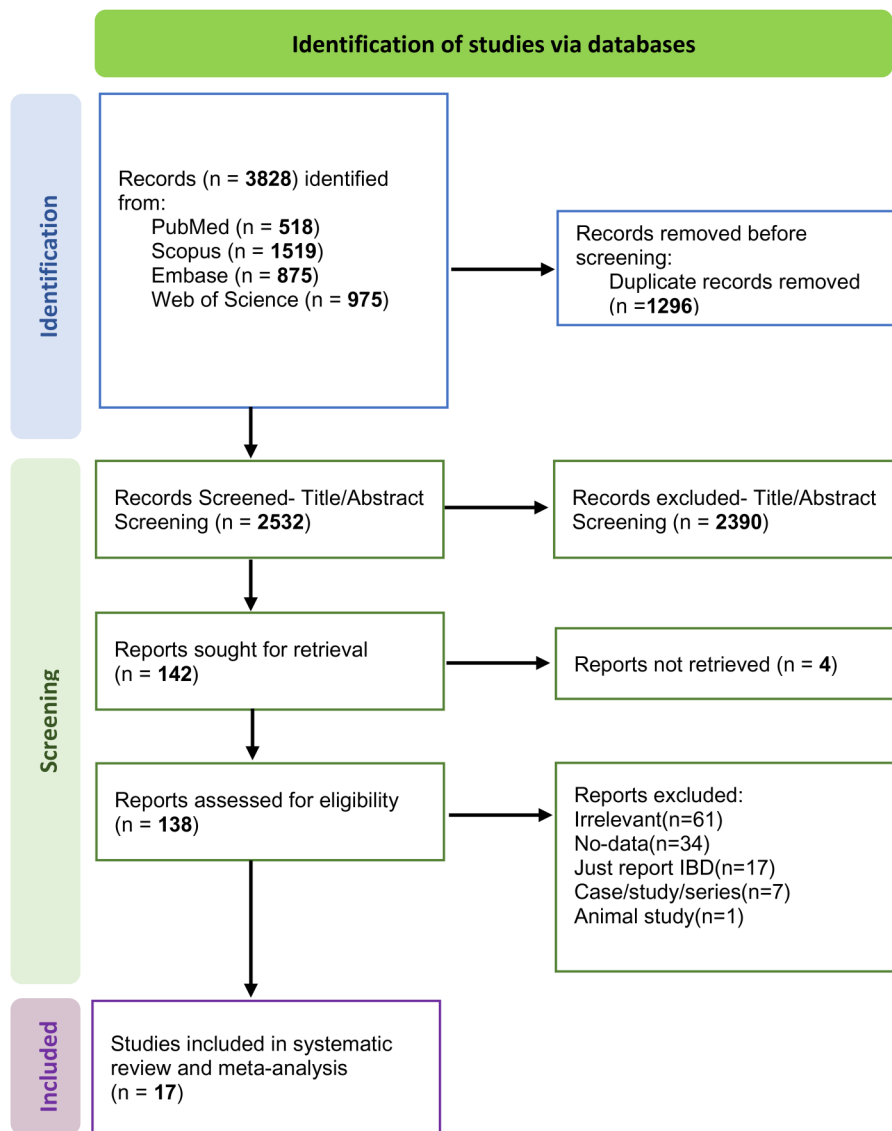 Identification of studies via databases
Identification
Records (n = 3828) identified
from:
PubMed (n = 518)
Scopus (n = 1519)
Embase (n = 875)
Web of Science (n = 975)
Records removed before
screening:
Duplicate records removed
(n =1296)
Screening
Records Screened- Title/Abstract
Screening (n = 2532)
Records excluded- Title/Abstract
Screening (n = 2390)
Reports sought for retrieval
(n = 142)
Reports not retrieved (n = 4)
Reports assessed for eligibility
(n = 138)
Reports excluded:
Irrelevant(n=61)
No-data(n=34)
Just report IBD(n=17)
Case/study/series(n=7)
Animal study(n=1)
Included
Studies included in systematic
review and meta-analysis
(n = 17)